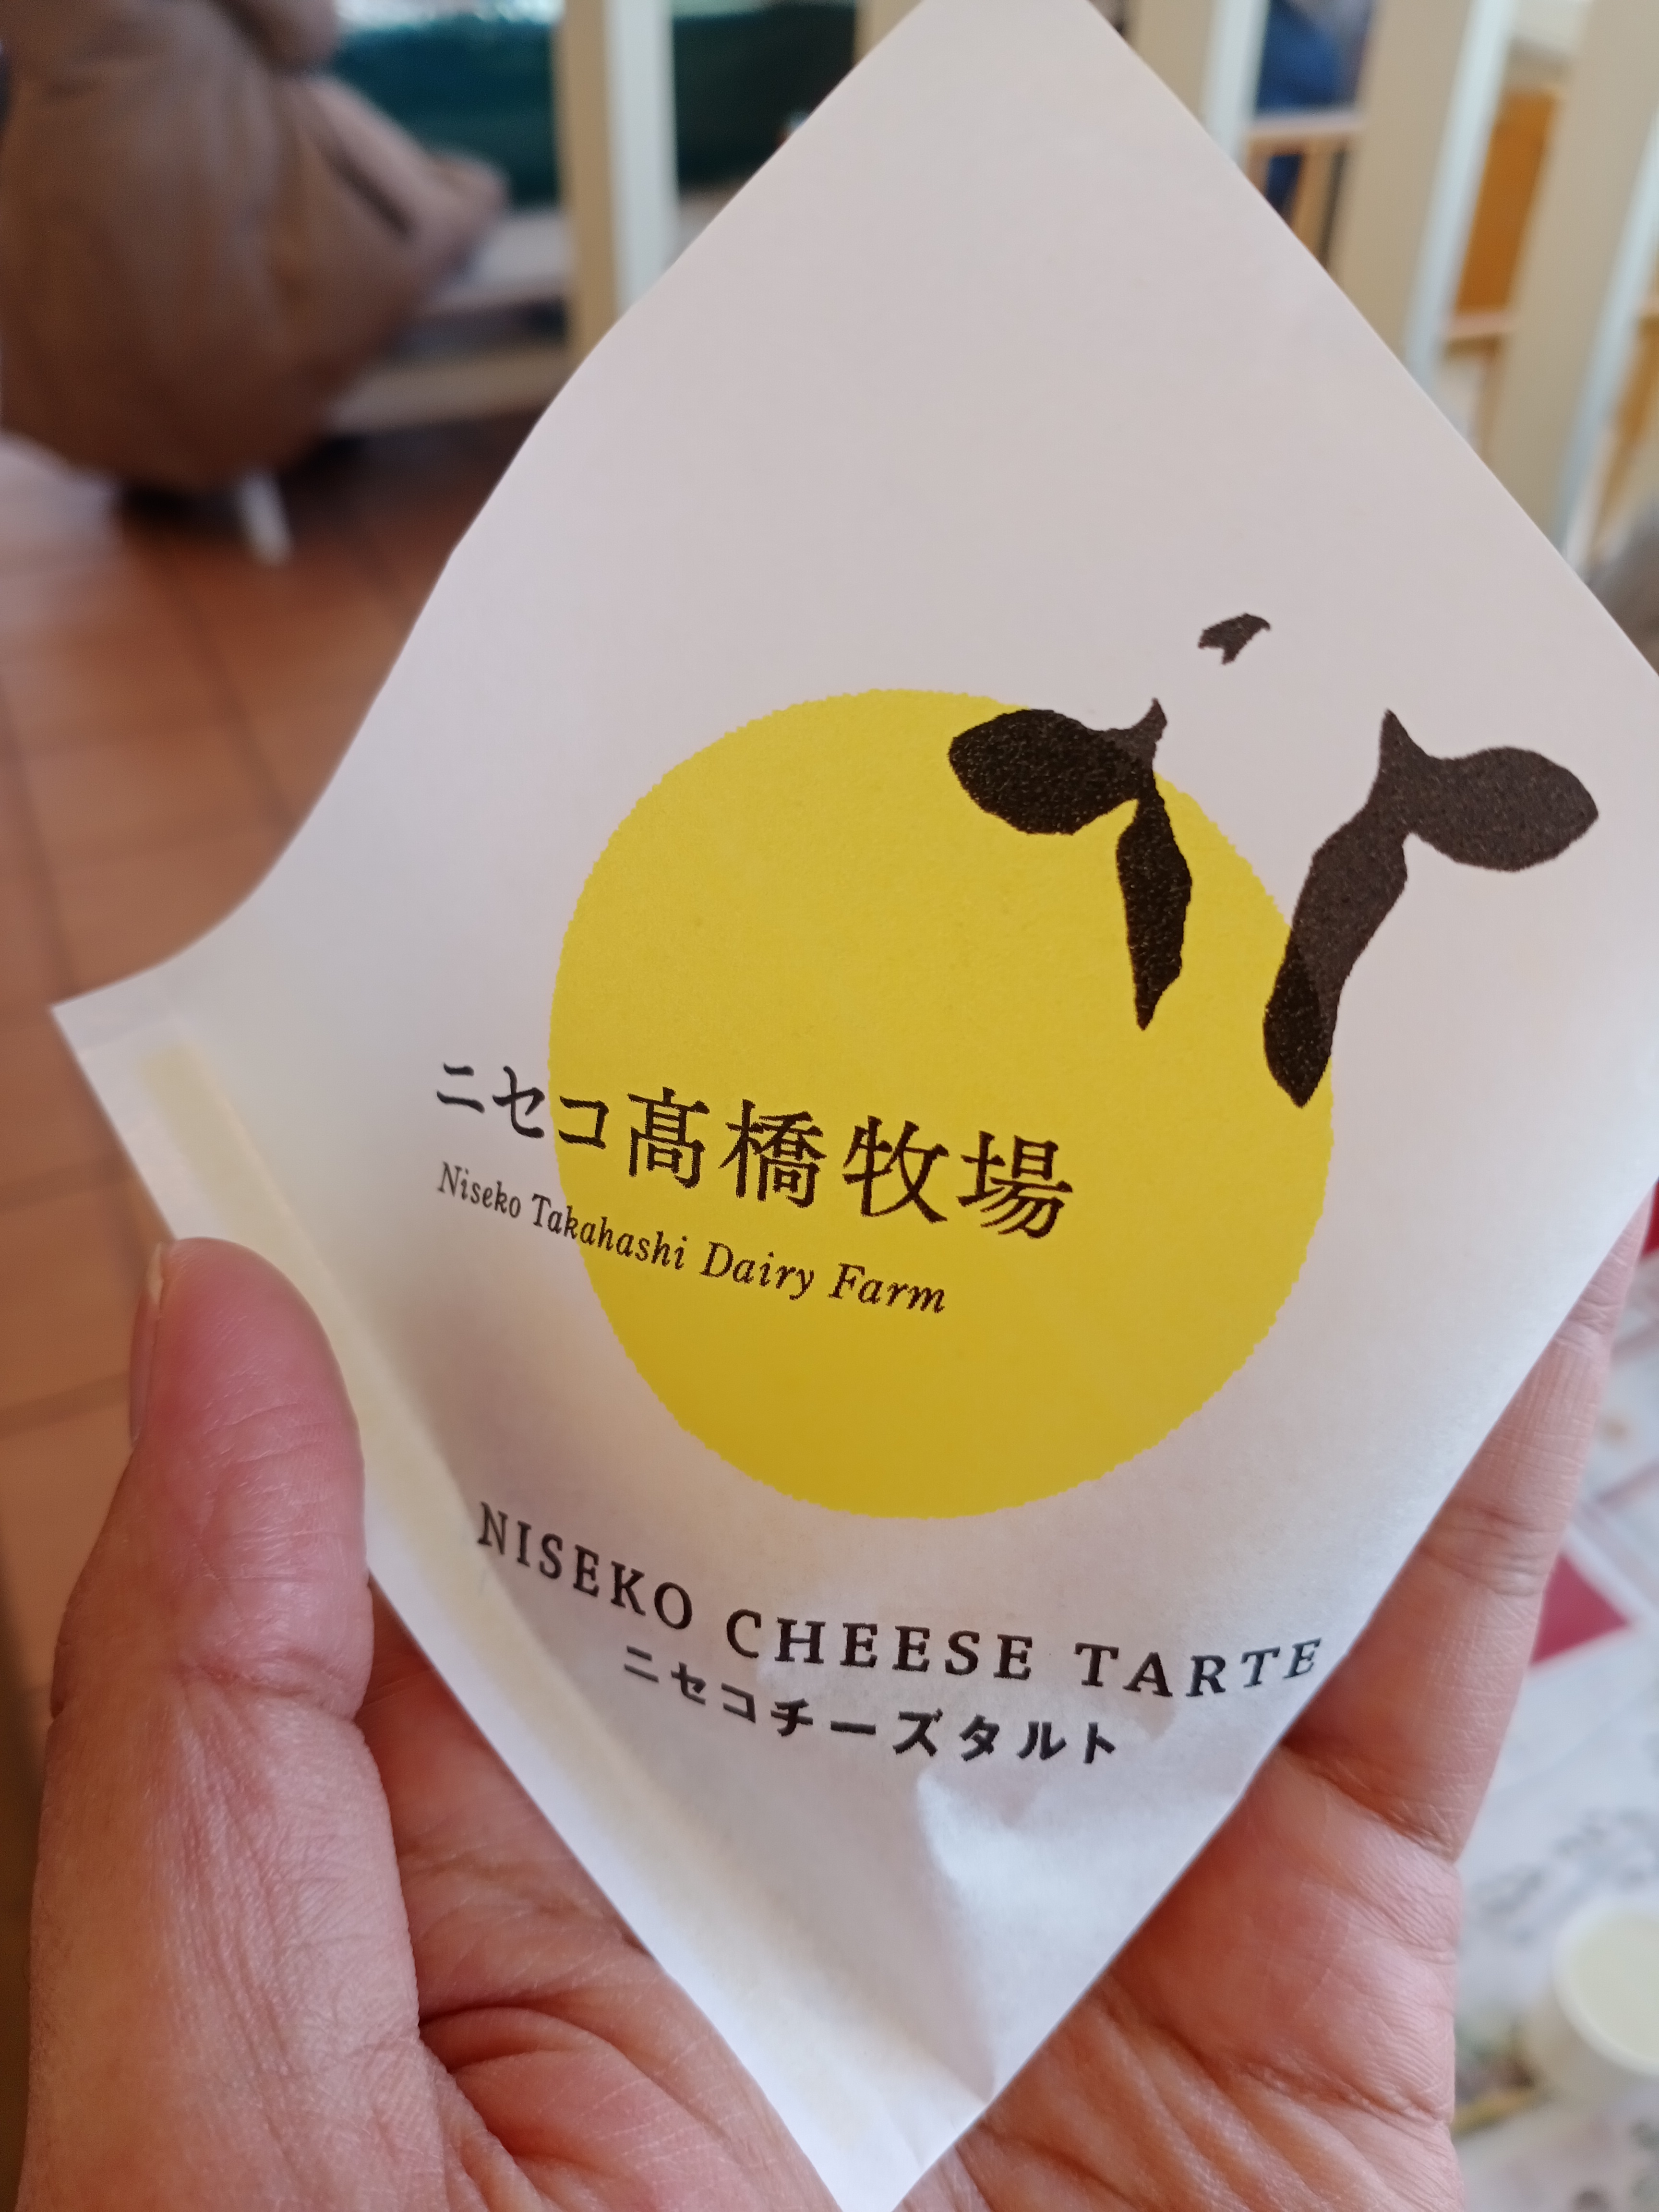 ニセコ髙橋牧場
Niseko Takahashi Dairy Farm
NISEKO CHEESE TARTE
ニセコチーズタルト